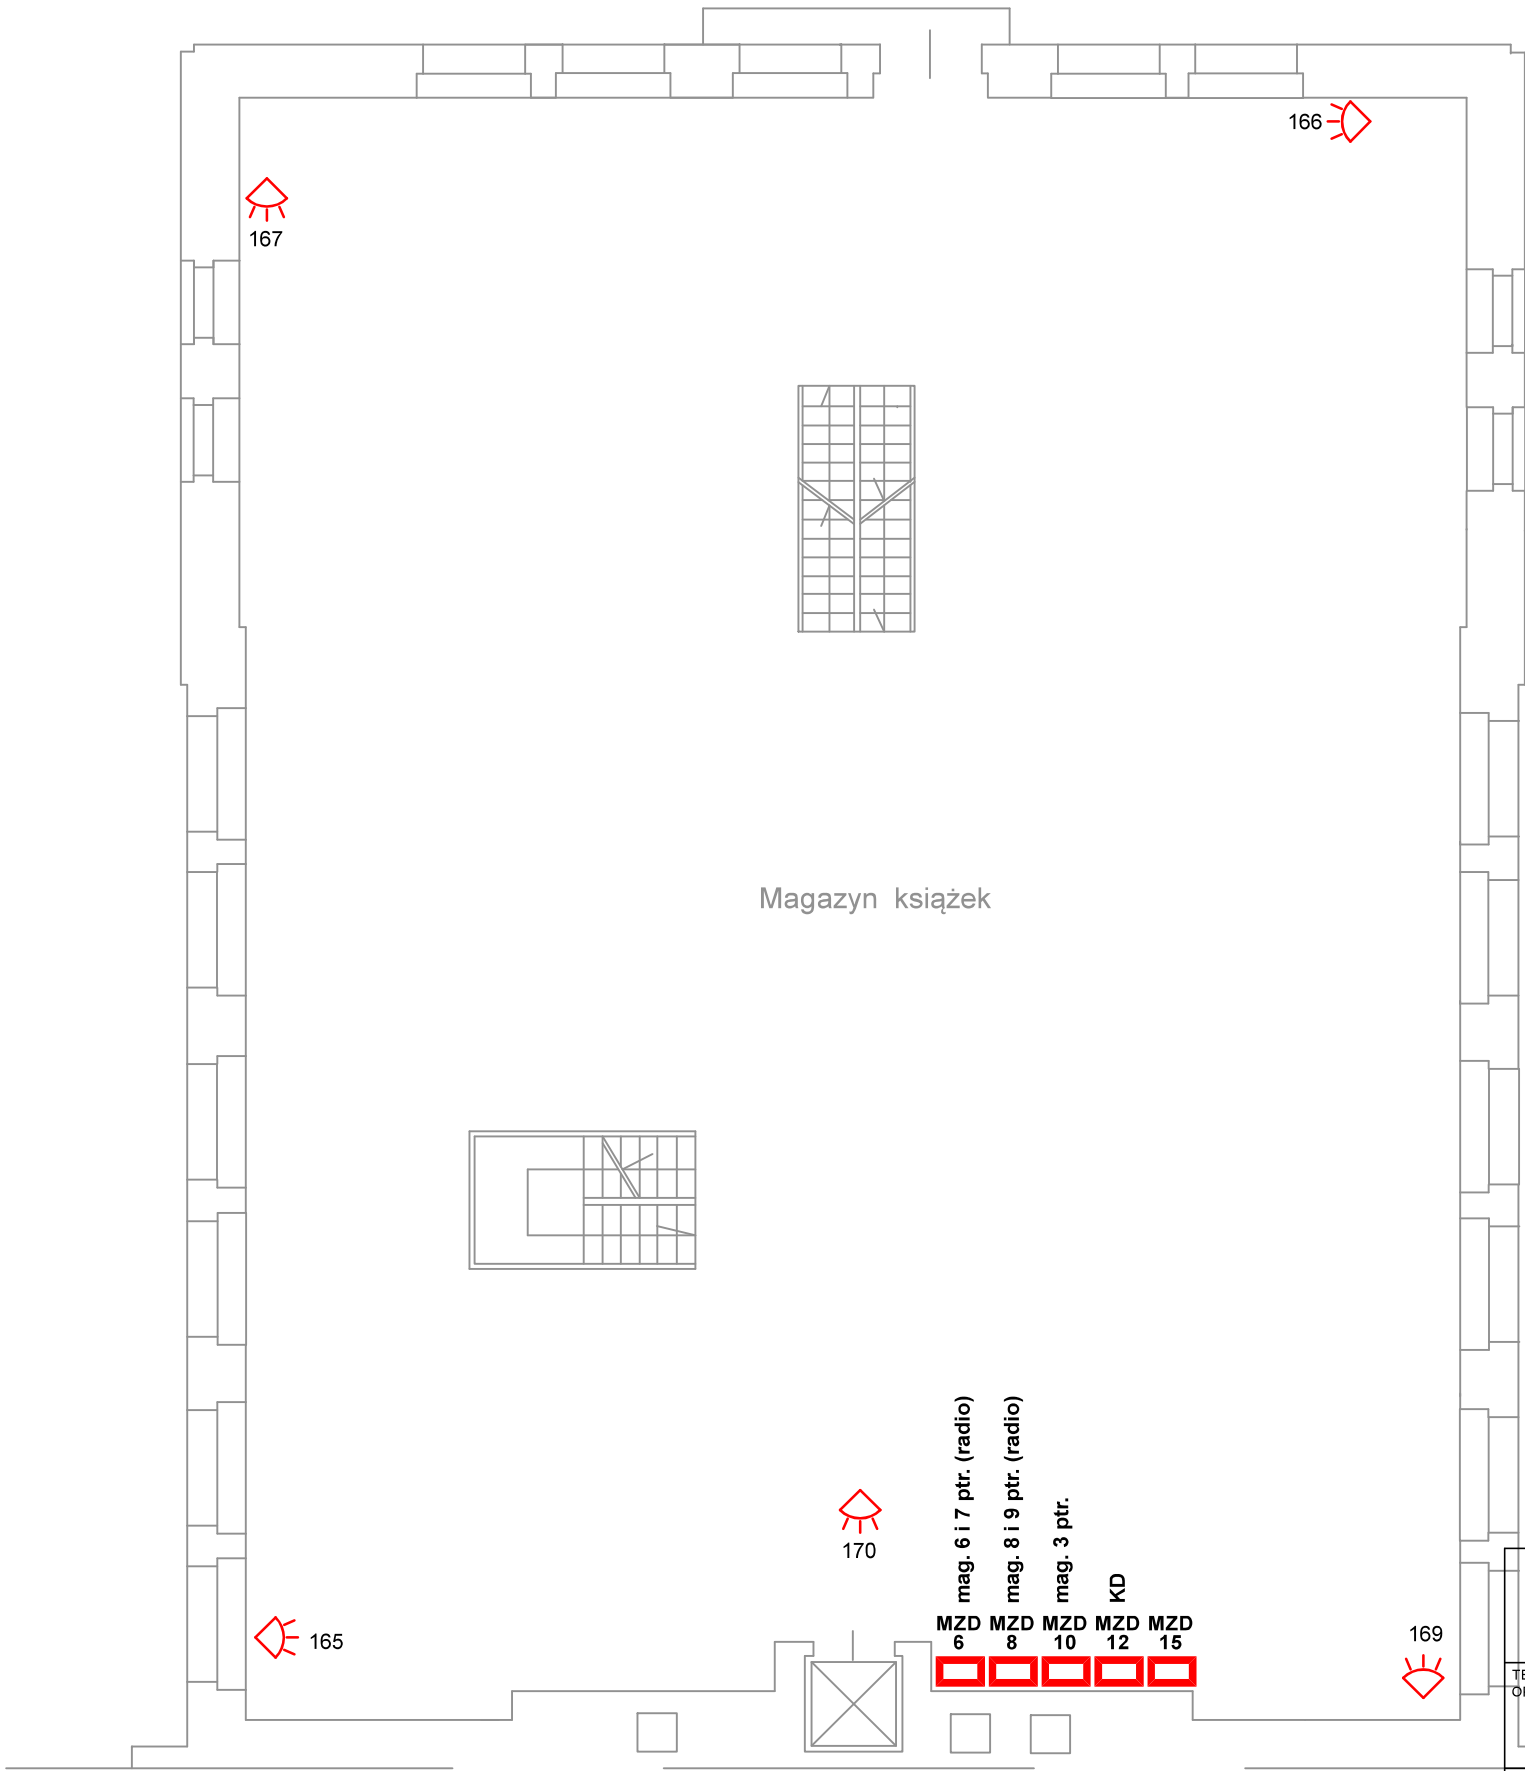 166
167
Magazyn książek
mag. 6 i 7 ptr. (radio)
mag. 8 i 9 ptr. (radio)
mag. 3 ptr.
KD
170
MZD
6
MZD
8
MZD
10
MZD
12
MZD
15
165
169